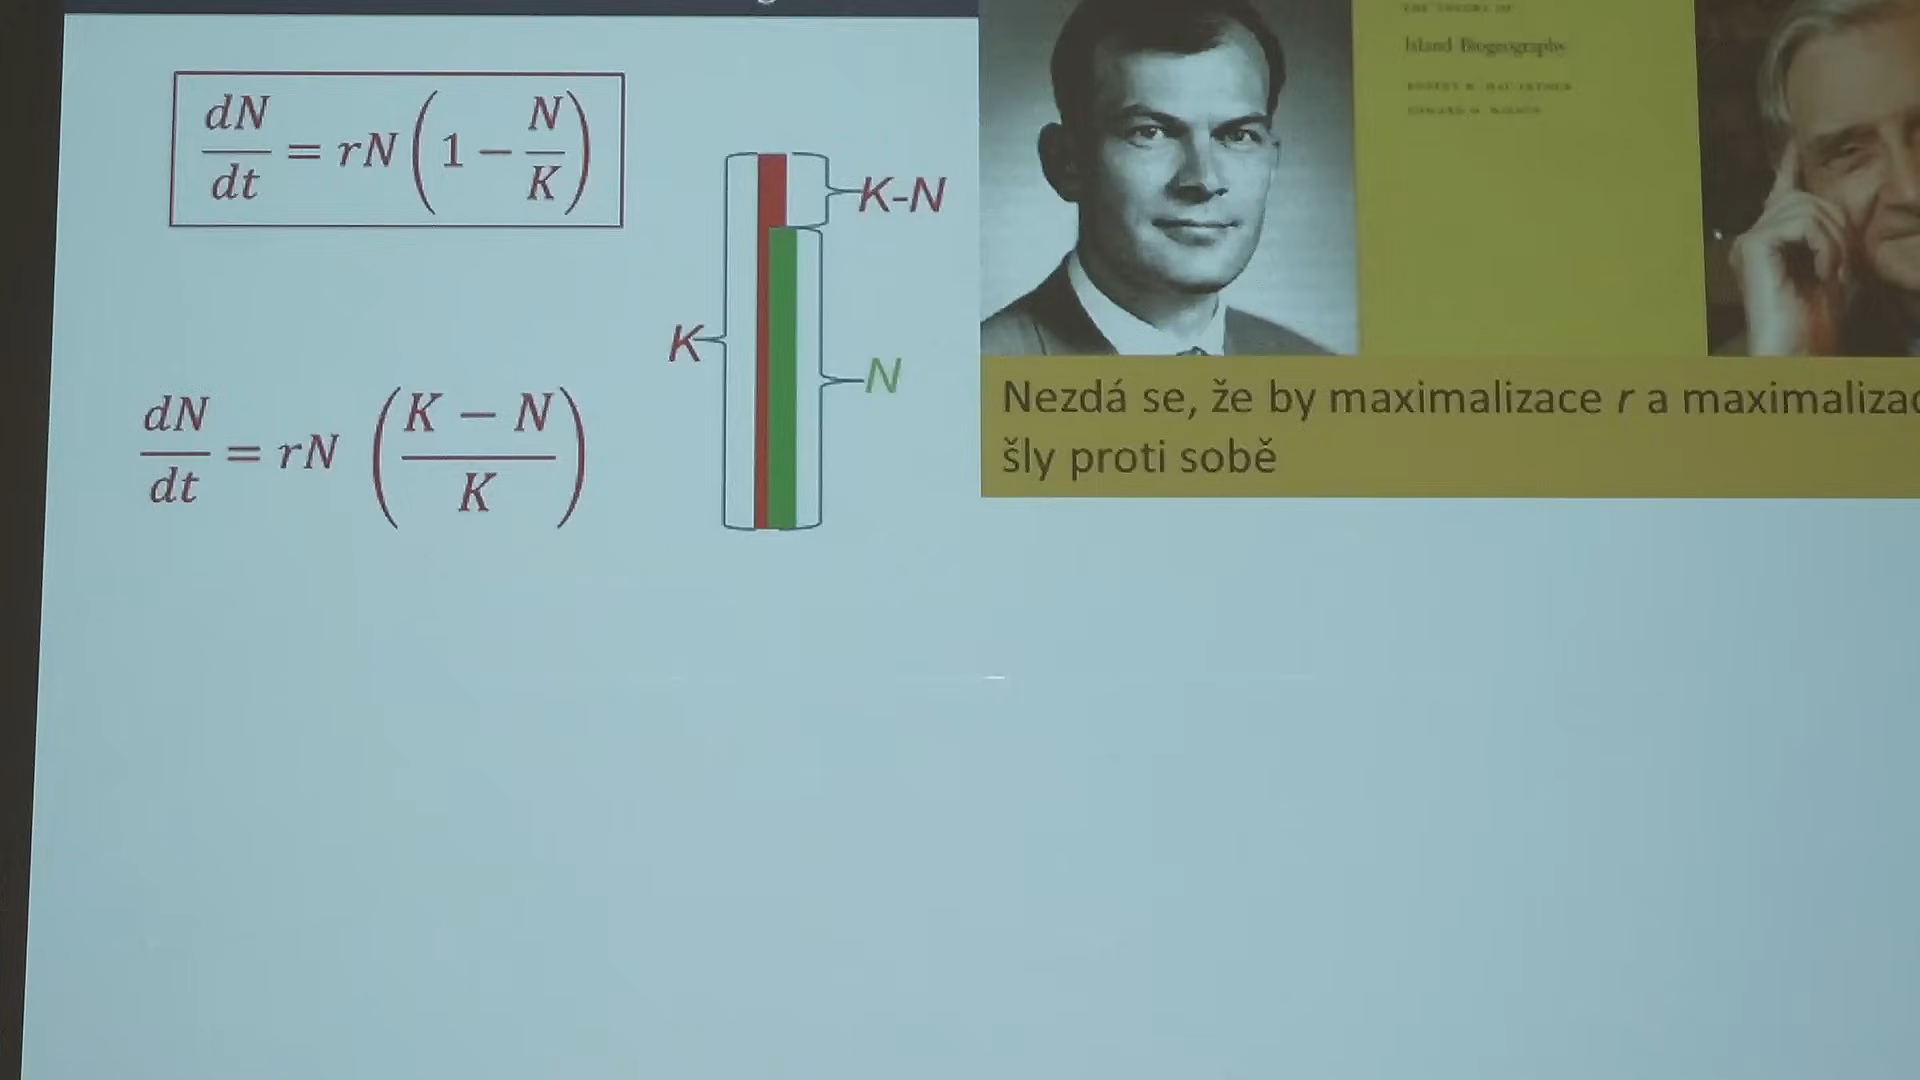 dN/dt = rN (1 − N/K)
dN/dt = rN ((K − N)/K)
K
K-N
N
Island Biogeography
Nezdá se, že by maximalizace r a maximalizac
šly proti sobě